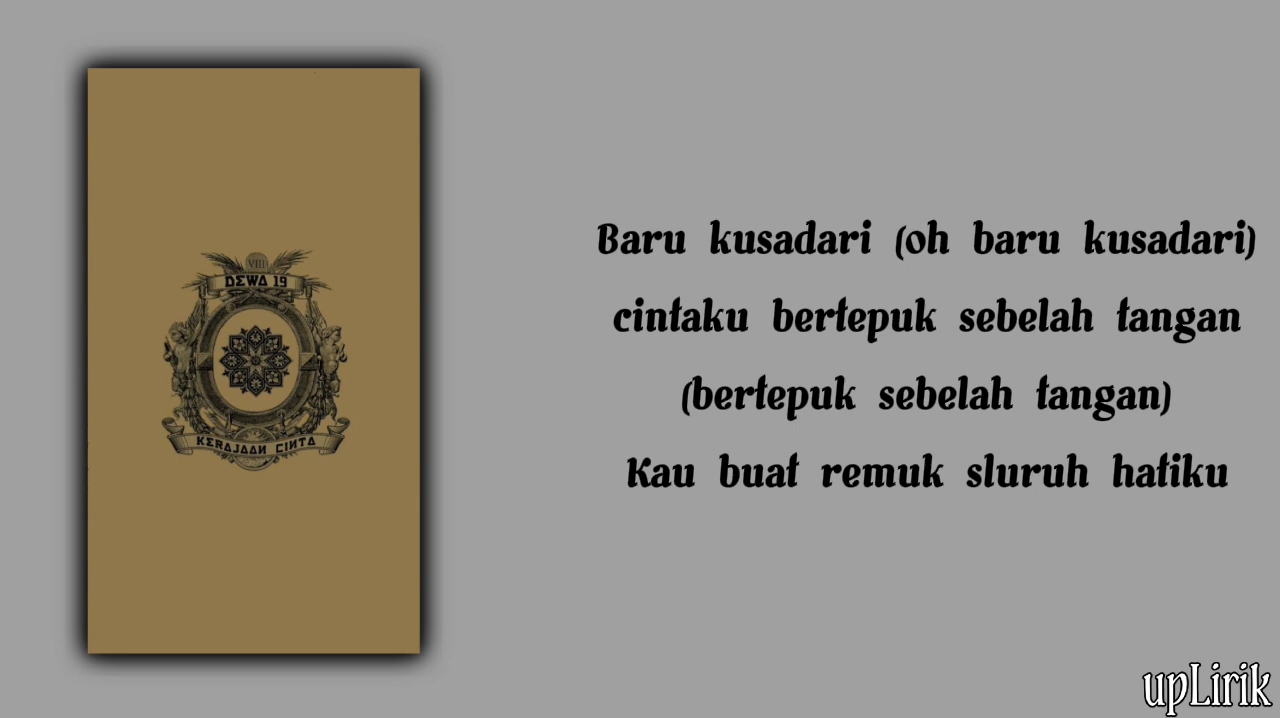 VIII
DEWA 19
KERAJAAN CINTA
Baru kusadari (oh baru kusadari)
cintaku bertepuk sebelah tangan
(bertepuk sebelah tangan)
Kau buat remuk sluruh hatiku
upLirik